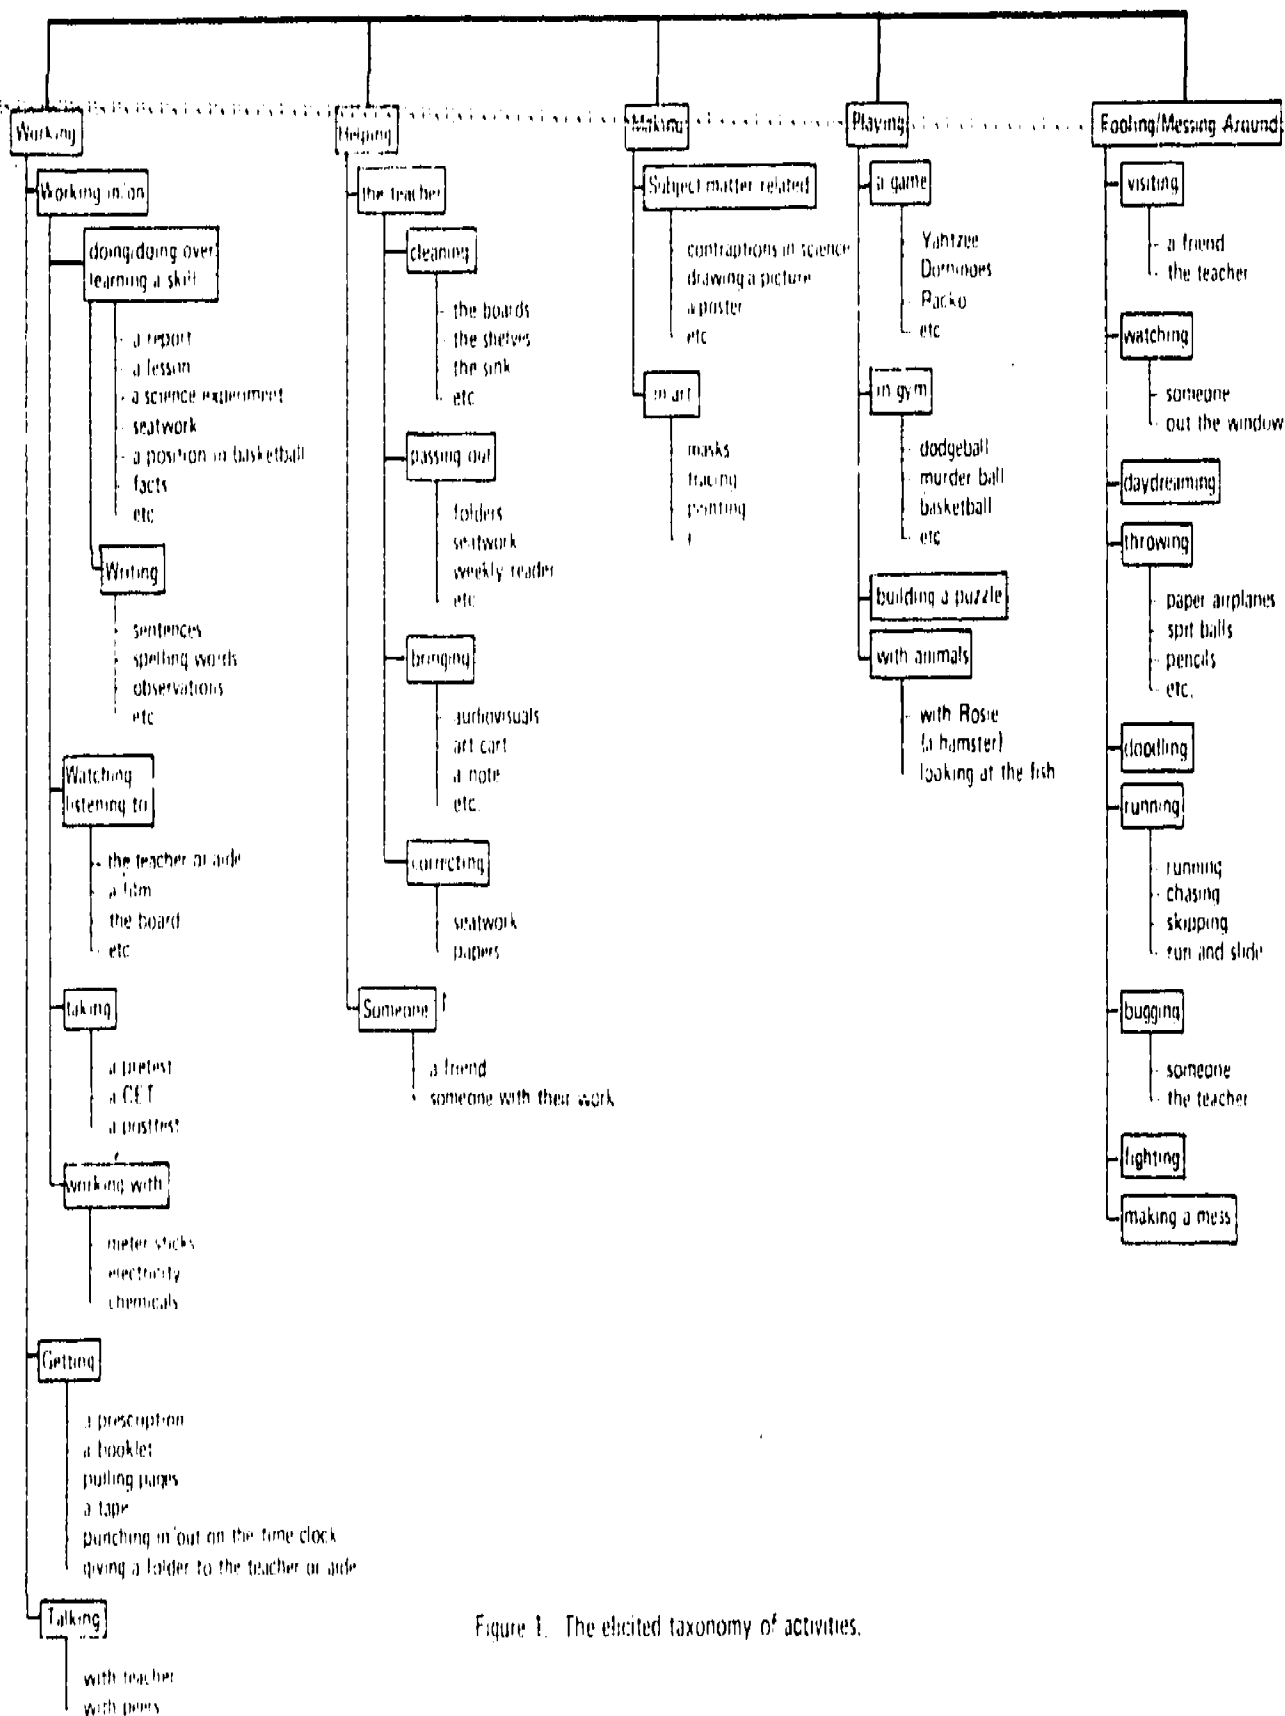 Working
Working in/on
doing/doing over
learning a skill
a report
a lesson
a science experiment
seatwork
a position in basketball
facts
etc
Writing
sentences
spelling words
observations
etc
Watching
listening to
the teacher or aide
a film
the board
etc
taking
a pretest
a CET
a posttest
working with
meter sticks
electricity
chemicals
Getting
a prescription
a booklet
pulling pages
a tape
punching in/out on the time clock
giving a folder to the teacher or aide
Talking
with teacher
with peers
Helping
the teacher
cleaning
the boards
the shelves
the sink
etc
passing out
folders
seatwork
weekly reader
etc
bringing
audiovisuals
art cart
a note
etc.
correcting
seatwork
papers
Someone
a friend
someone with their work
Making
Subject matter related
contraptions in science
drawing a picture
a poster
etc
in art
masks
tracing
Playing
a game
Yahtzee
Dominoes
Racko
etc
in gym
dodgeball
murder ball
basketball
etc
building a puzzle
with animals
with Rosie
(a hamster)
looking at the fish
Fooling/Messing Around
visiting
a friend
the teacher
watching
someone
out the window
daydreaming
throwing
paper airplanes
spit balls
pencils
etc.
doodling
running
running
chasing
skipping
run and slide
bugging
someone
the teacher
fighting
making a mess
Figure 1. The elicited taxonomy of activities.